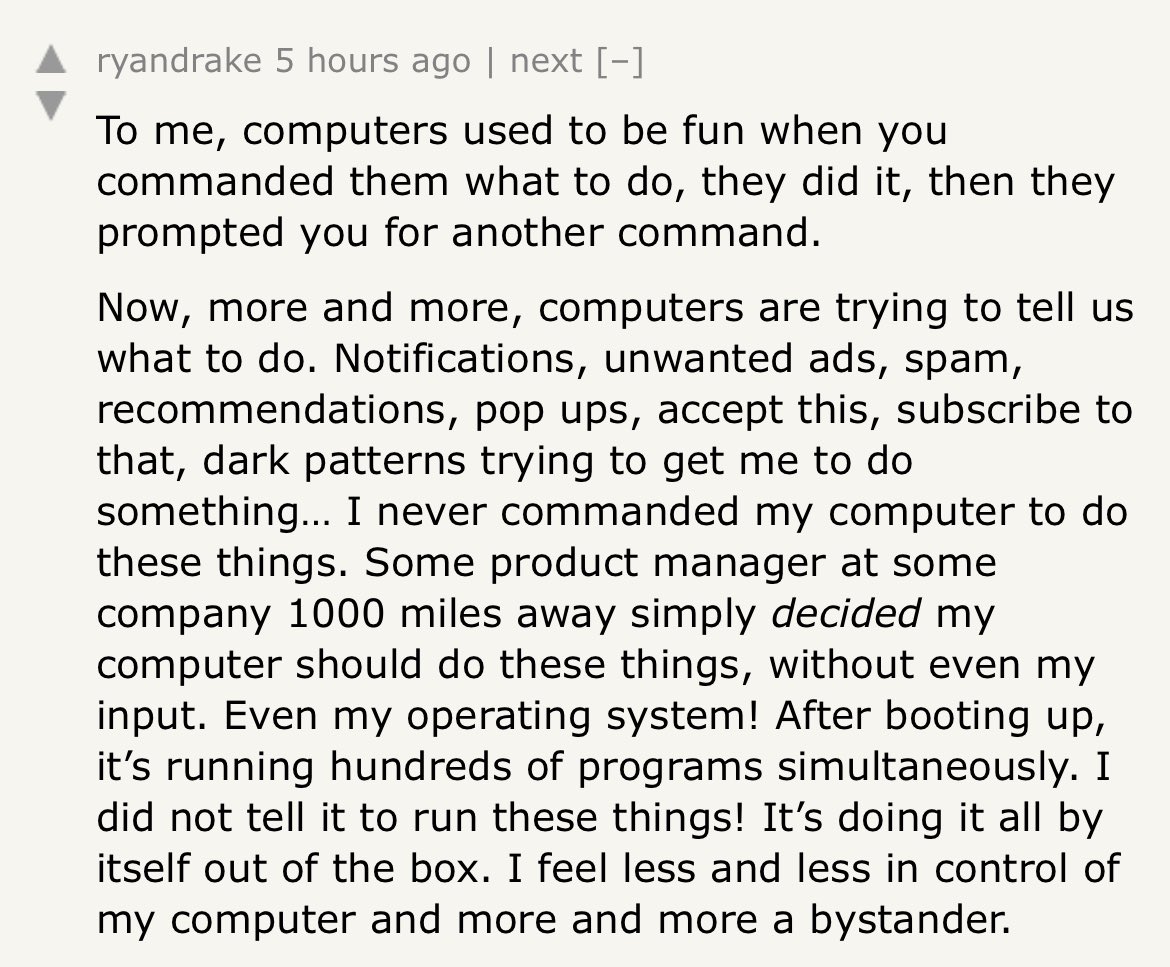 ryandrake 5 hours ago | next [–]
To me, computers used to be fun when you
commanded them what to do, they did it, then they
prompted you for another command.
Now, more and more, computers are trying to tell us
what to do. Notifications, unwanted ads, spam,
recommendations, pop ups, accept this, subscribe to
that, dark patterns trying to get me to do
something… I never commanded my computer to do
these things. Some product manager at some
company 1000 miles away simply decided my
computer should do these things, without even my
input. Even my operating system! After booting up,
it’s running hundreds of programs simultaneously. I
did not tell it to run these things! It’s doing it all by
itself out of the box. I feel less and less in control of
my computer and more and more a bystander.